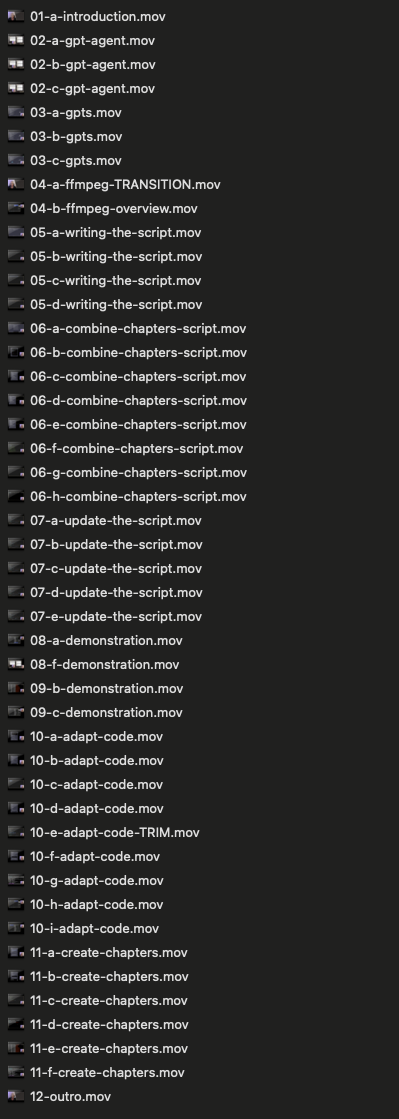 01-a-introduction.mov
02-a-gpt-agent.mov
02-b-gpt-agent.mov
02-c-gpt-agent.mov
03-a-gpts.mov
03-b-gpts.mov
03-c-gpts.mov
04-a-ffmpeg-TRANSITION.mov
04-b-ffmpeg-overview.mov
05-a-writing-the-script.mov
05-b-writing-the-script.mov
05-c-writing-the-script.mov
05-d-writing-the-script.mov
06-a-combine-chapters-script.mov
06-b-combine-chapters-script.mov
06-c-combine-chapters-script.mov
06-d-combine-chapters-script.mov
06-e-combine-chapters-script.mov
06-f-combine-chapters-script.mov
06-g-combine-chapters-script.mov
06-h-combine-chapters-script.mov
07-a-update-the-script.mov
07-b-update-the-script.mov
07-c-update-the-script.mov
07-d-update-the-script.mov
07-e-update-the-script.mov
08-a-demonstration.mov
08-f-demonstration.mov
09-b-demonstration.mov
09-c-demonstration.mov
10-a-adapt-code.mov
10-b-adapt-code.mov
10-c-adapt-code.mov
10-d-adapt-code.mov
10-e-adapt-code-TRIM.mov
10-f-adapt-code.mov
10-g-adapt-code.mov
10-h-adapt-code.mov
10-i-adapt-code.mov
11-a-create-chapters.mov
11-b-create-chapters.mov
11-c-create-chapters.mov
11-d-create-chapters.mov
11-e-create-chapters.mov
11-f-create-chapters.mov
12-outro.mov